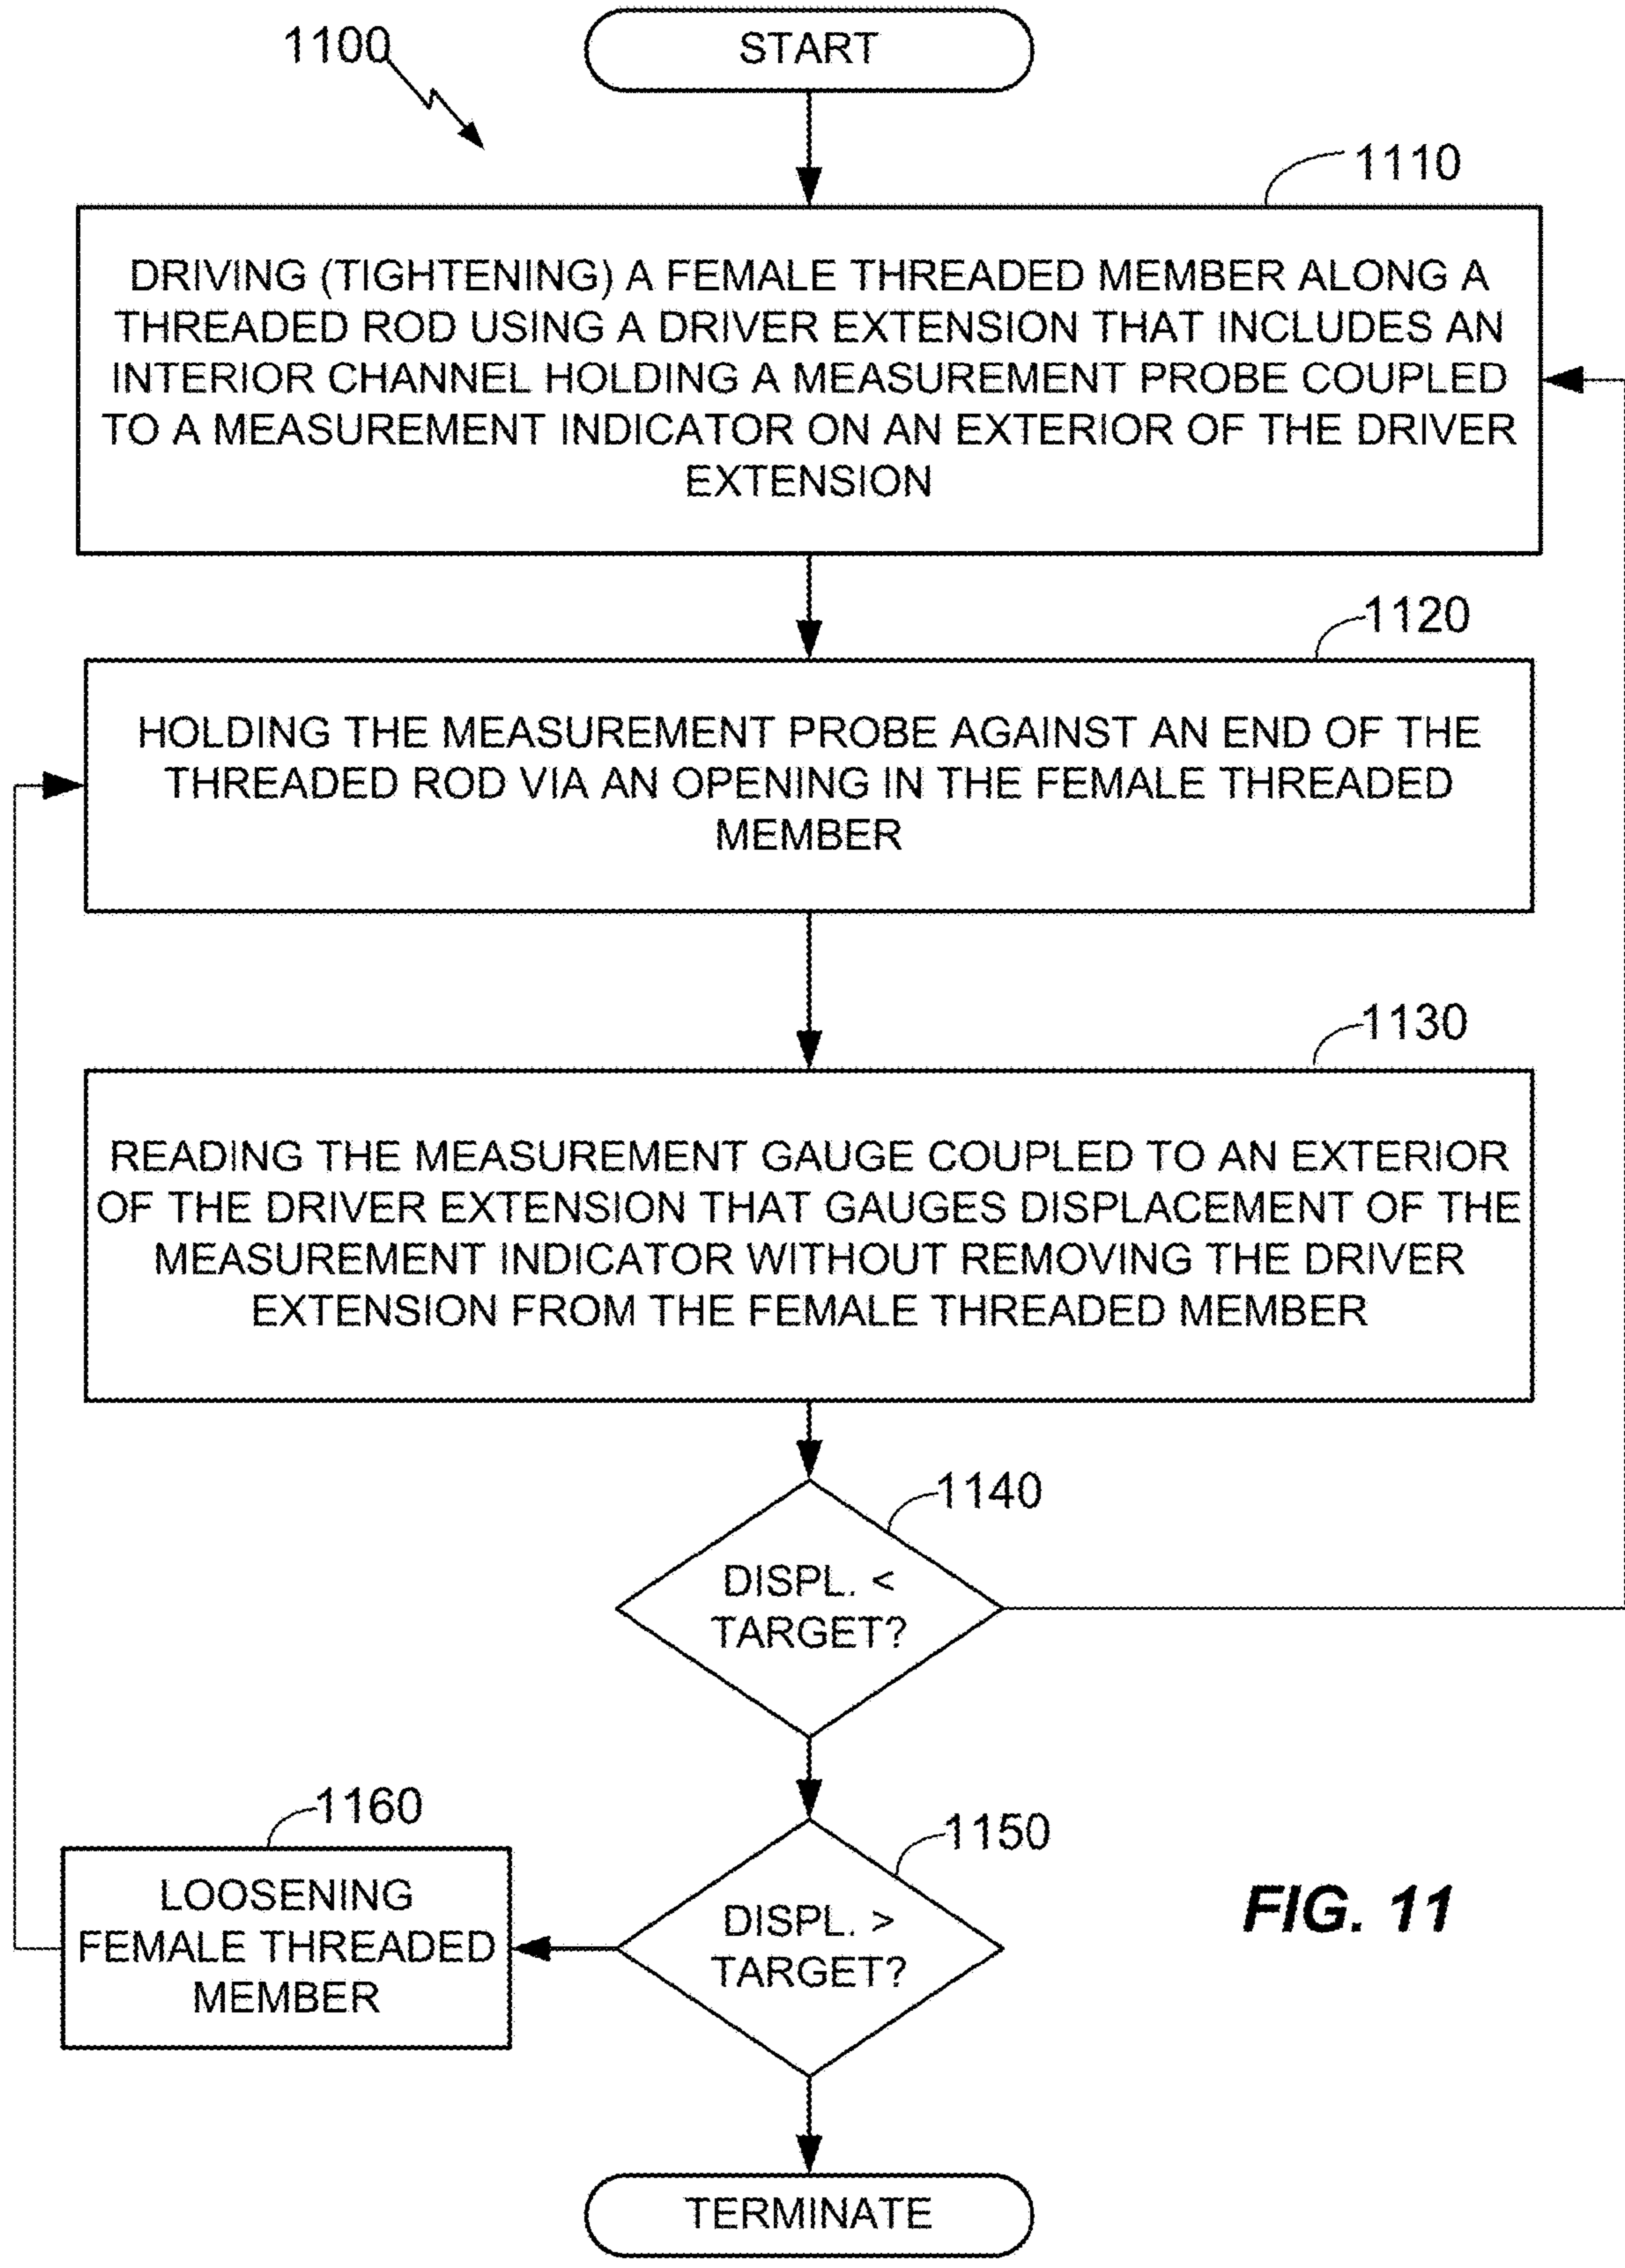 1100
START
1110
DRIVING (TIGHTENING) A FEMALE THREADED MEMBER ALONG A
THREADED ROD USING A DRIVER EXTENSION THAT INCLUDES AN
INTERIOR CHANNEL HOLDING A MEASUREMENT PROBE COUPLED
TO A MEASUREMENT INDICATOR ON AN EXTERIOR OF THE DRIVER
EXTENSION
1120
HOLDING THE MEASUREMENT PROBE AGAINST AN END OF THE
THREADED ROD VIA AN OPENING IN THE FEMALE THREADED
MEMBER
1130
READING THE MEASUREMENT GAUGE COUPLED TO AN EXTERIOR
OF THE DRIVER EXTENSION THAT GAUGES DISPLACEMENT OF THE
MEASUREMENT INDICATOR WITHOUT REMOVING THE DRIVER
EXTENSION FROM THE FEMALE THREADED MEMBER
1140
DISPL. <
TARGET?
1150
DISPL. >
TARGET?
1160
LOOSENING
FEMALE THREADED
MEMBER
FIG. 11
TERMINATE